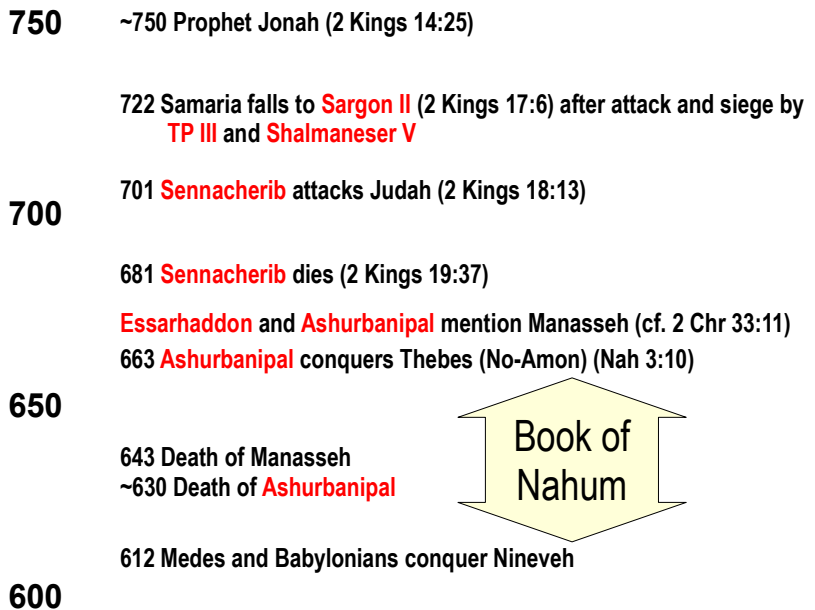 750
~750 Prophet Jonah (2 Kings 14:25)
722 Samaria falls to Sargon II (2 Kings 17:6) after attack and siege by
TP III and Shalmaneser V
701 Sennacherib attacks Judah (2 Kings 18:13)
700
681 Sennacherib dies (2 Kings 19:37)
Essarhaddon and Ashurbanipal mention Manasseh (cf. 2 Chr 33:11)
663 Ashurbanipal conquers Thebes (No-Amon) (Nah 3:10)
650
Book of
Nahum
643 Death of Manasseh
~630 Death of Ashurbanipal
612 Medes and Babylonians conquer Nineveh
600